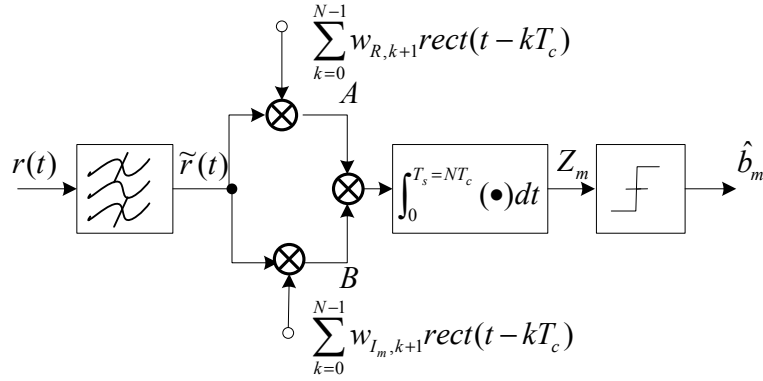 ∑_{k=0}^{N-1} w_{R,k+1} rect(t − kT_c)
A
r(t)
r̃(t)
∫_0^{T_s=NT_c} (•)dt
Z_m
b̂_m
B
∑_{k=0}^{N-1} w_{I_m,k+1} rect(t − kT_c)